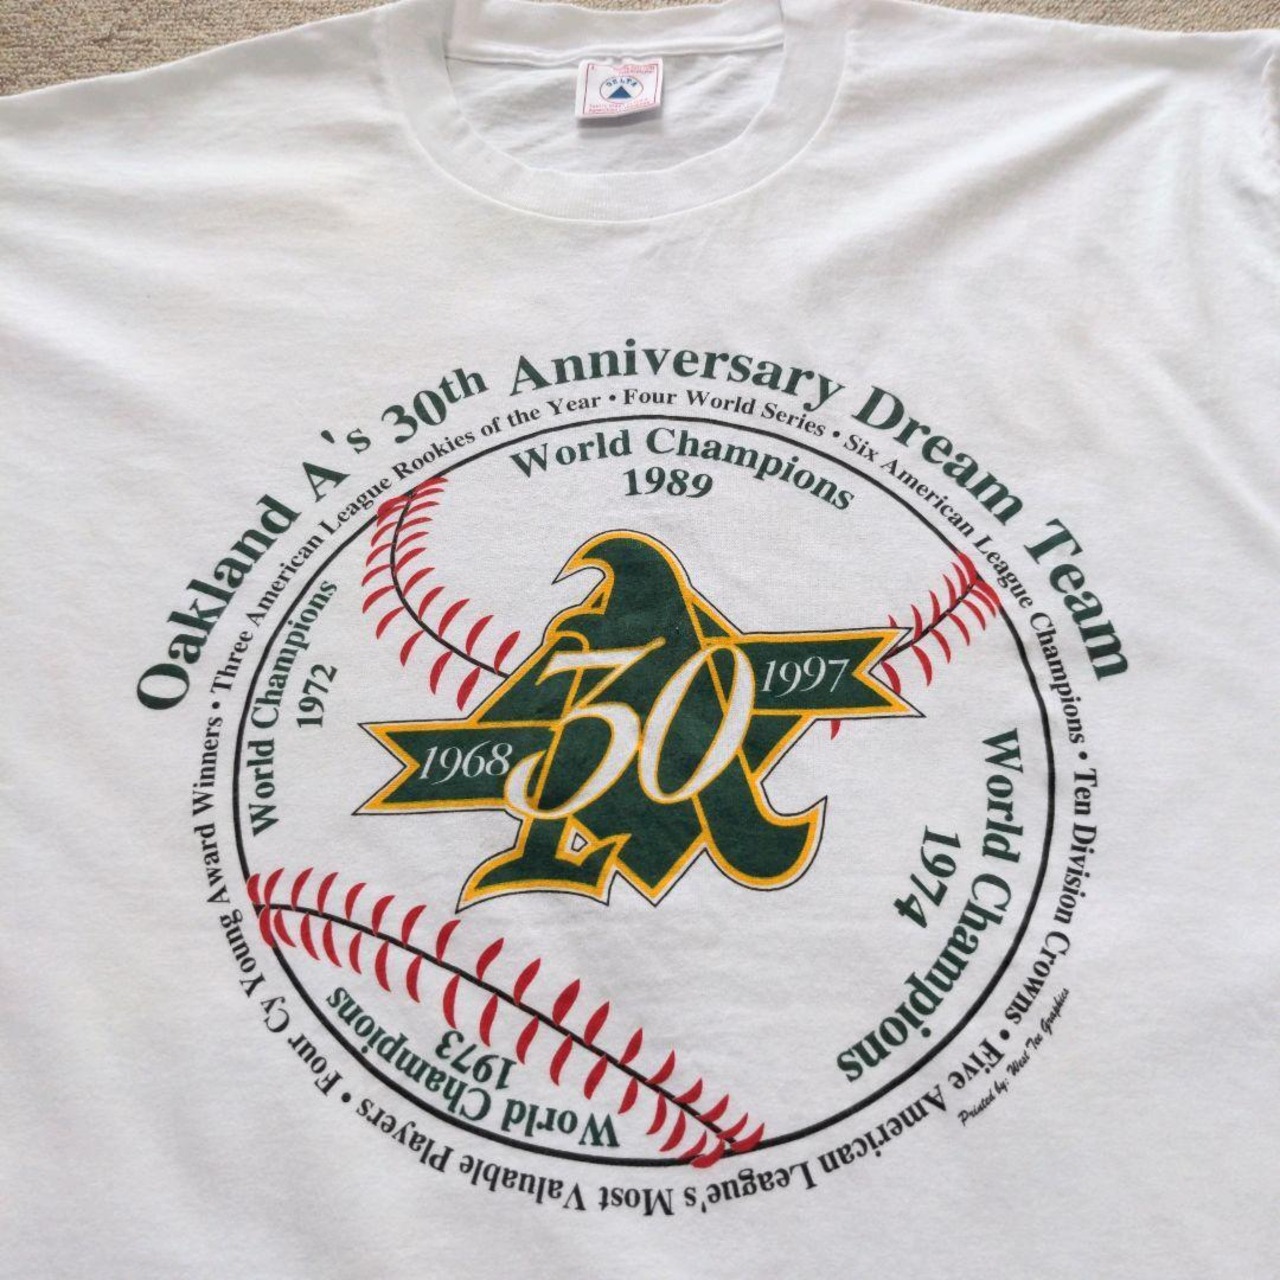 DELTA
Oakland A's 30th Anniversary Dream Team
Three American League Rookies of the Year • Four World Series • Six American League Champions • Ten Division Crowns • Five American League's Most Valuable Players • Four Cy Young Award Winners •
World Champions
1989
World Champions
1972
1997
30
1968
World Champions
1974
World Champions
1973
Printed by: West Tee Graphics